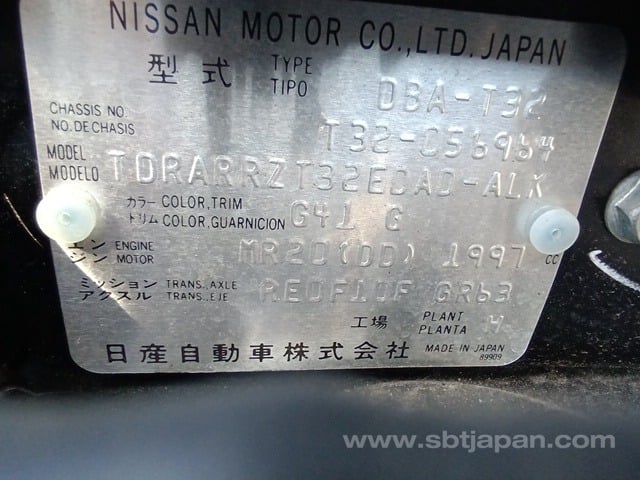 NISSAN MOTOR CO.,LTD. JAPAN
型式 TYPE TIPO DBA-T32
CHASSIS NO. NO. DE CHASIS T32-056964
MODEL MODELO TDRARRZT32EDAD-ALK
カラー COLOR, TRIM トリム COLOR, GUARNICION G41 G
エンジン ENGINE MOTOR MR20(DD) 1997 CC
ミッション TRANS., AXLE アクスル TRANS., EJE RE0F10F GR63
工場 PLANT PLANTA 4
日産自動車株式会社 MADE IN JAPAN
89909
www.sbtjapan.com